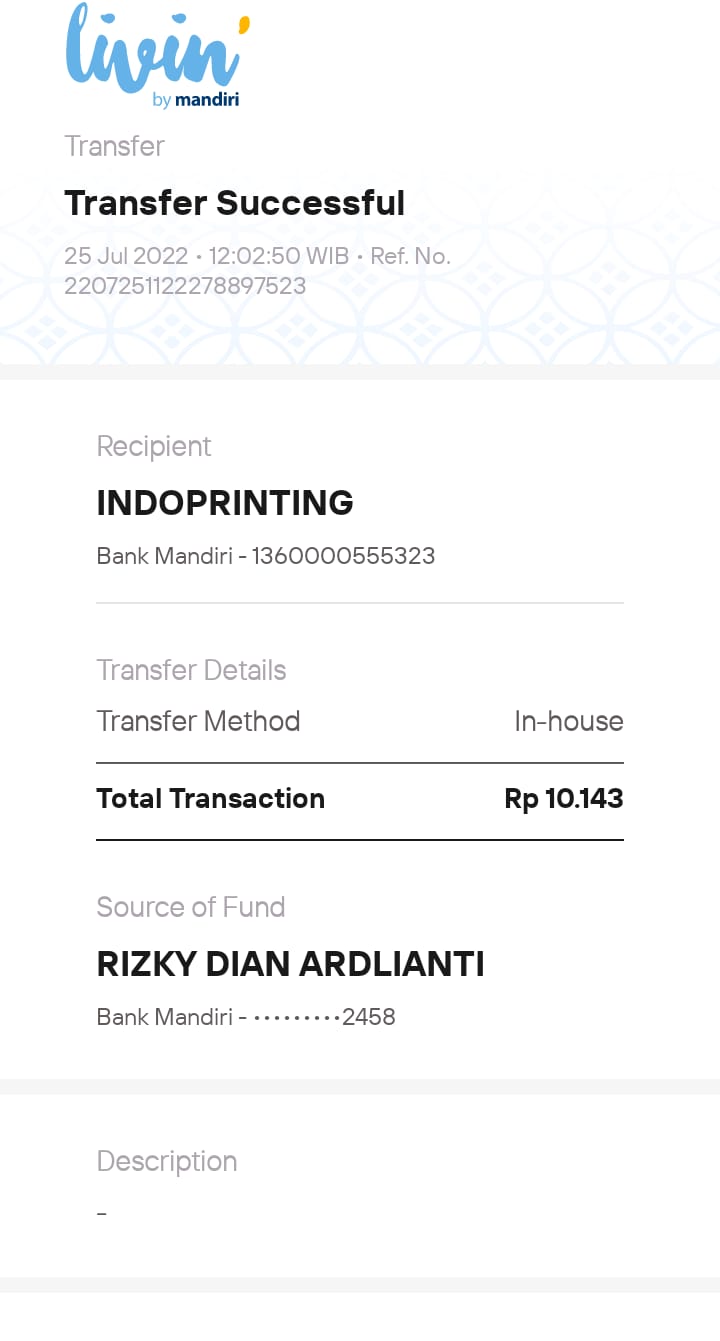 livin'
by mandiri
Transfer
Transfer Successful
25 Jul 2022 • 12:02:50 WIB • Ref. No.
2207251122278897523
Recipient
INDOPRINTING
Bank Mandiri - 1360000555323
Transfer Details
Transfer Method In-house
Total Transaction Rp 10.143
Source of Fund
RIZKY DIAN ARDLIANTI
Bank Mandiri - •••••••••2458
Description
-